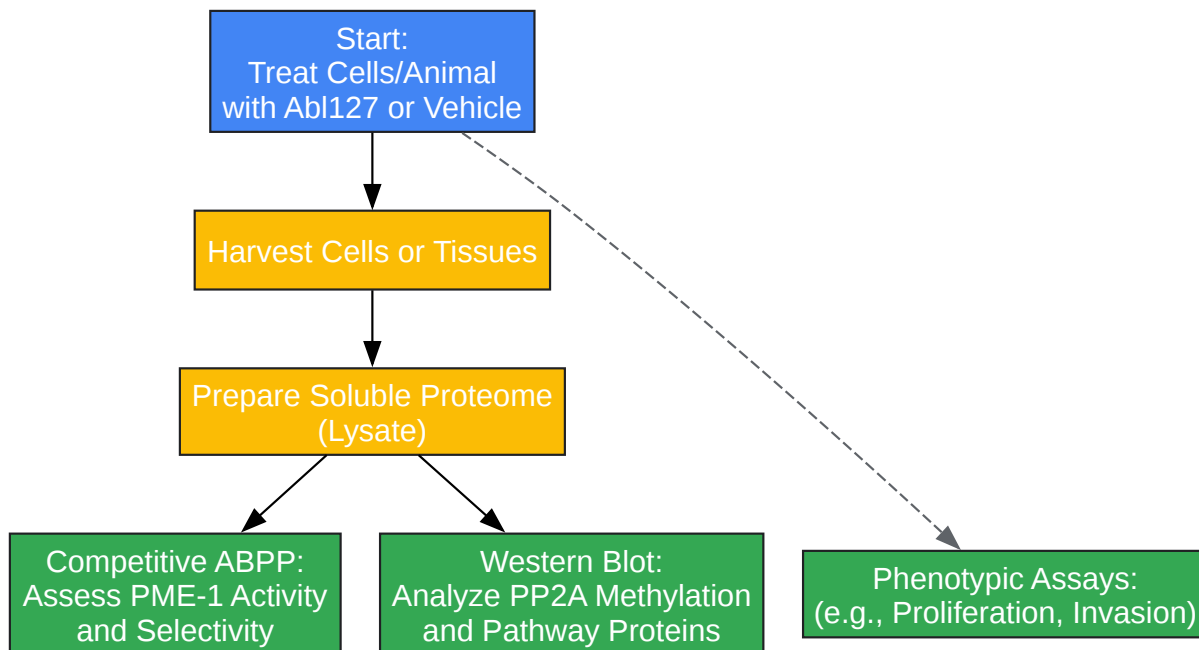 Start:
Treat Cells/Animal
with Abl127 or Vehicle
Harvest Cells or Tissues
Prepare Soluble Proteome
(Lysate)
Competitive ABPP:
Assess PME-1 Activity
and Selectivity
Western Blot:
Analyze PP2A Methylation
and Pathway Proteins
Phenotypic Assays:
(e.g., Proliferation, Invasion)